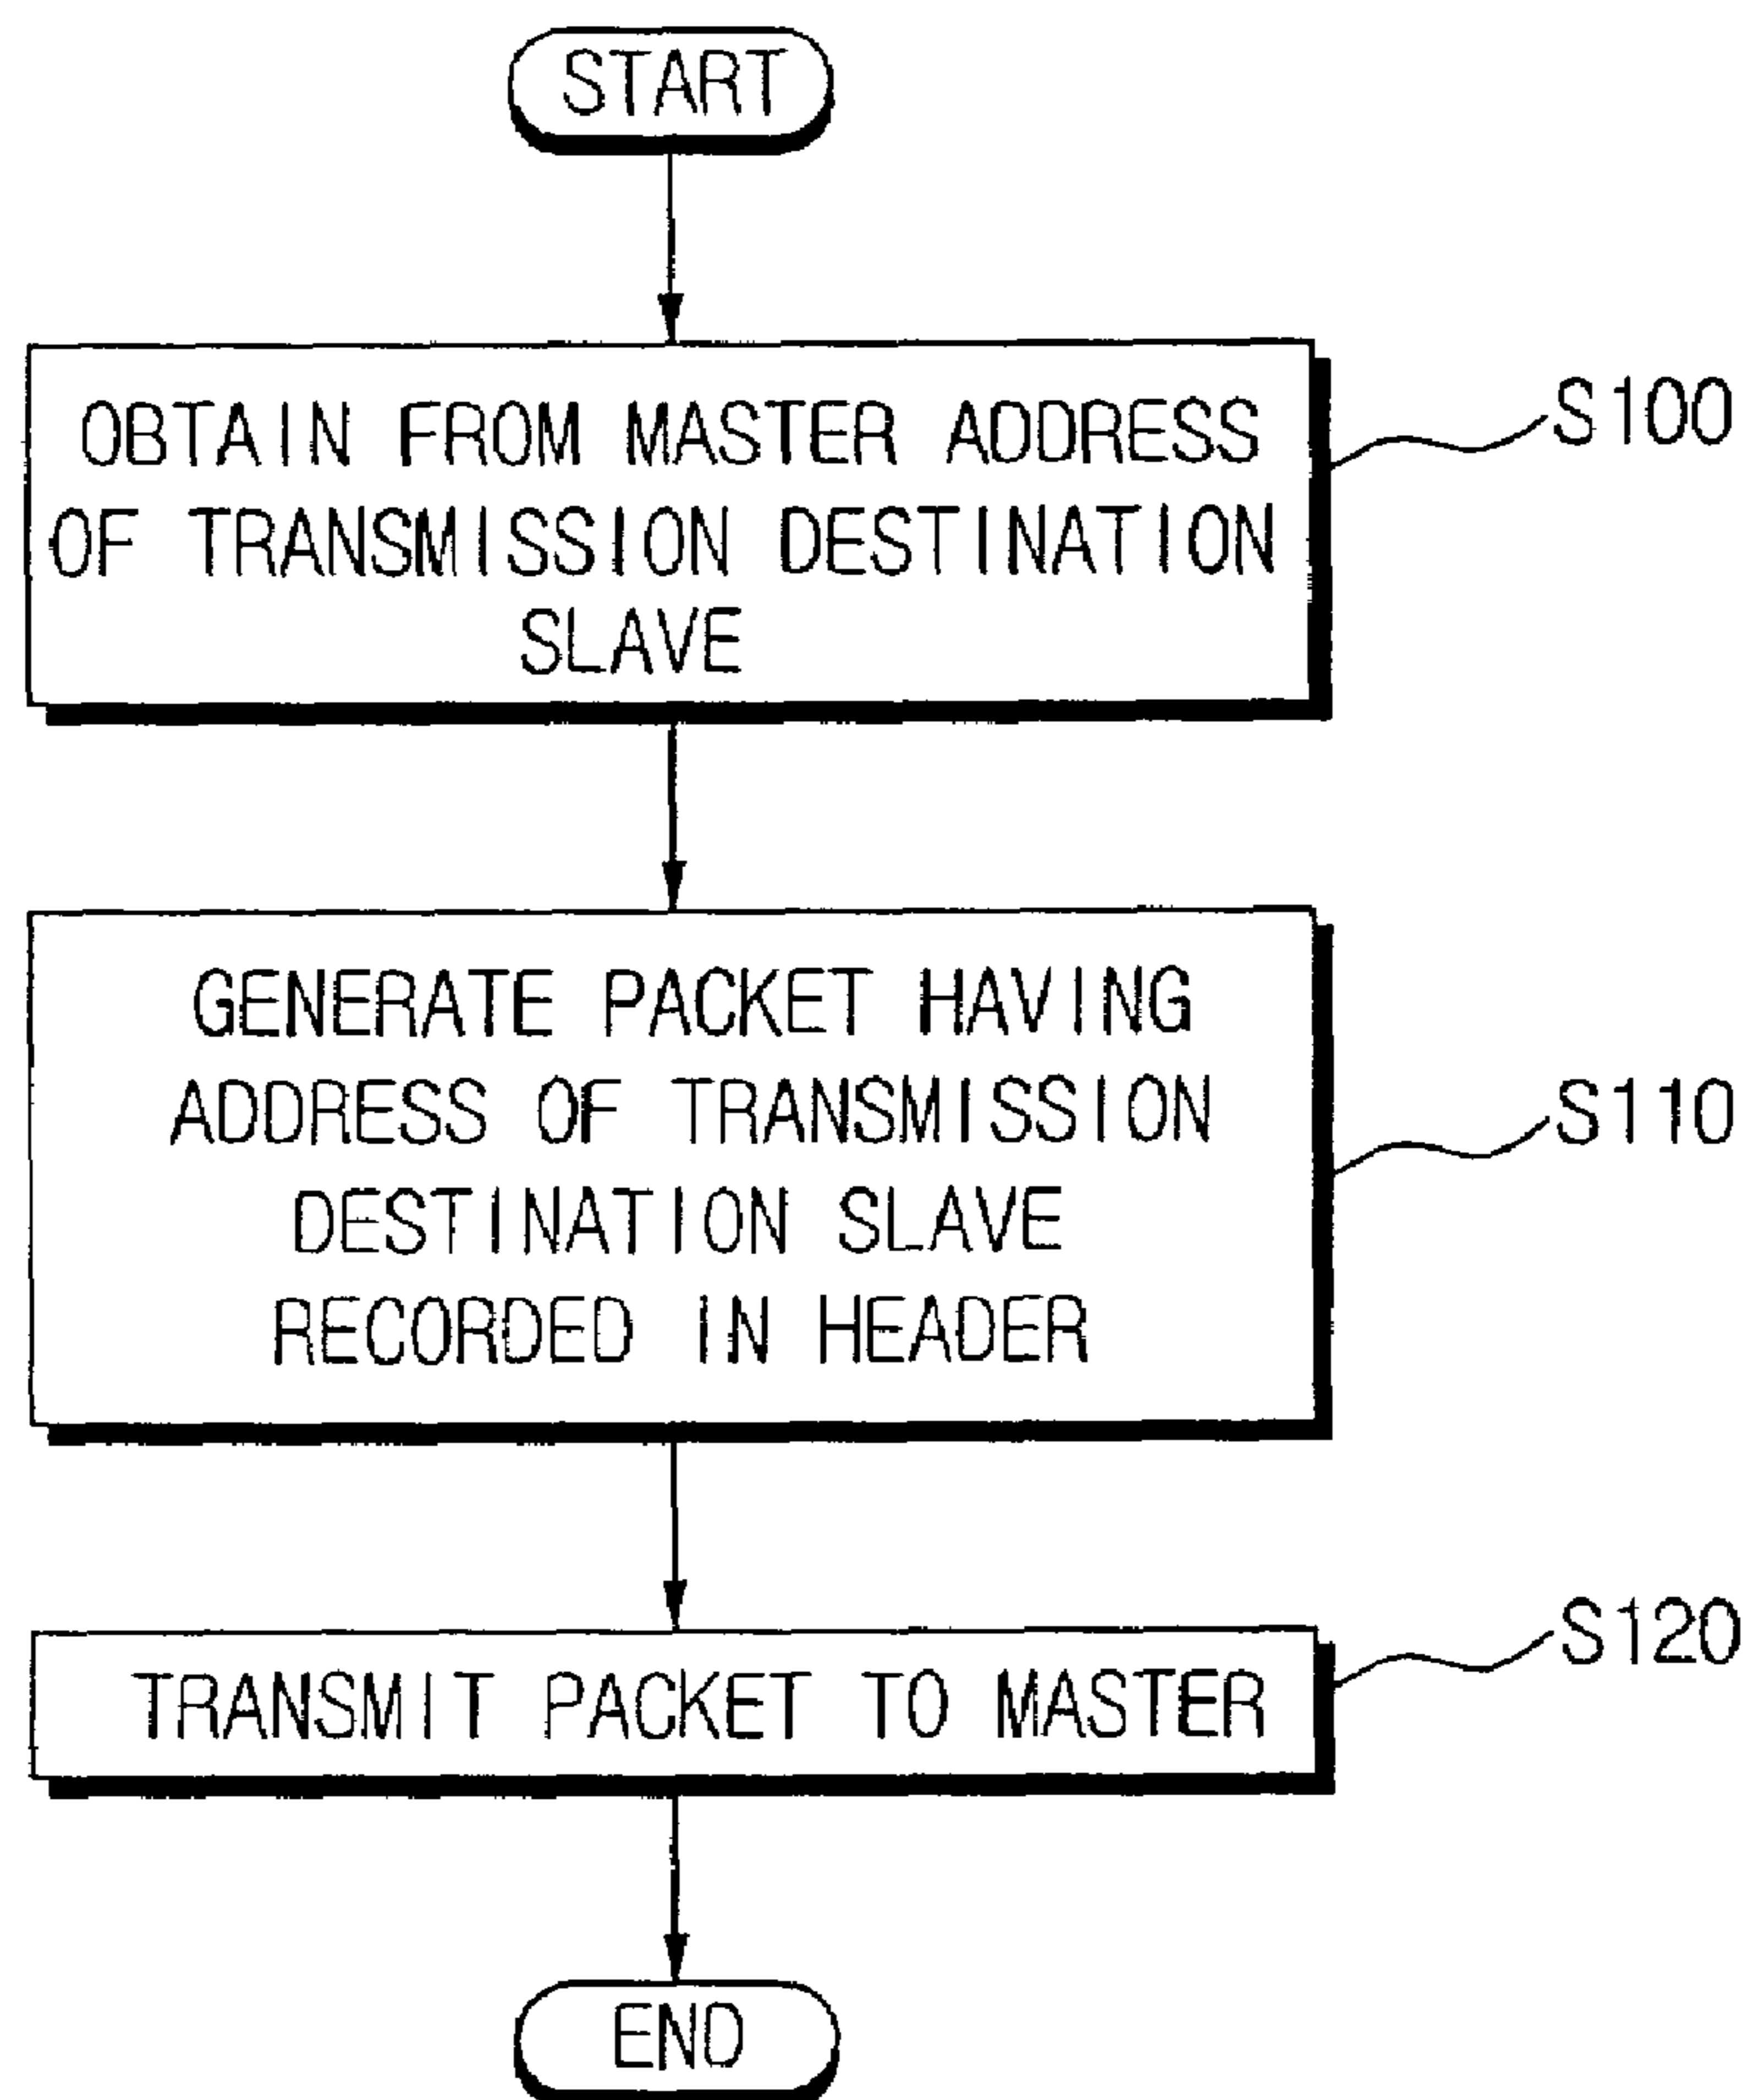 START
OBTAIN FROM MASTER ADDRESS
OF TRANSMISSION DESTINATION
SLAVE
S100
GENERATE PACKET HAVING
ADDRESS OF TRANSMISSION
DESTINATION SLAVE
RECORDED IN HEADER
S110
TRANSMIT PACKET TO MASTER
S120
END